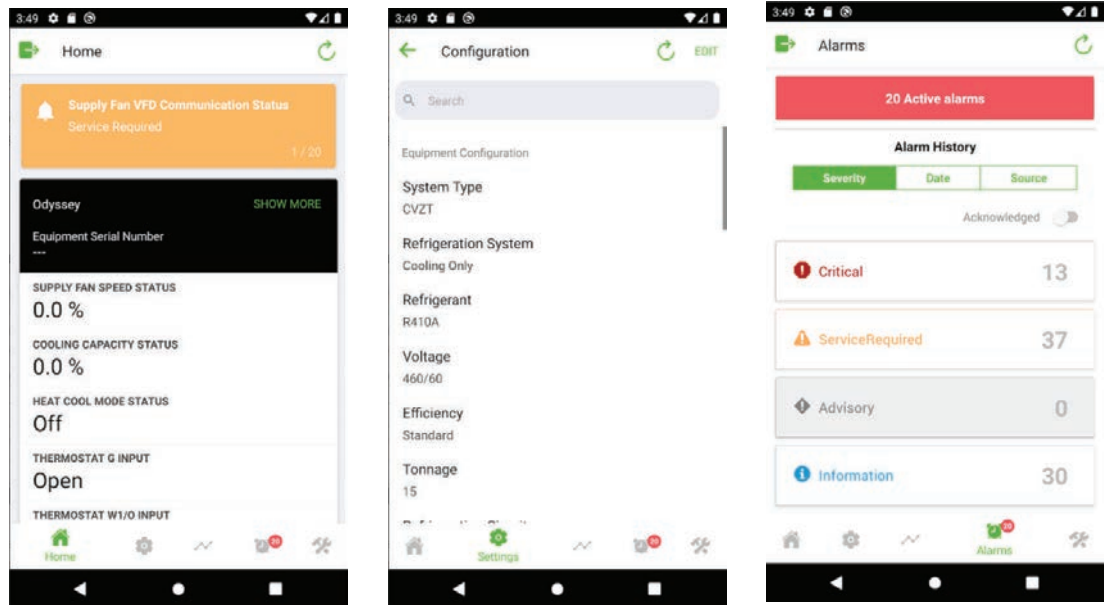 3:49
Home
Supply Fan VFD Communication Status
Service Required
1 / 20
Odyssey
SHOW MORE
Equipment Serial Number
---
SUPPLY FAN SPEED STATUS
0.0 %
COOLING CAPACITY STATUS
0.0 %
HEAT COOL MODE STATUS
Off
THERMOSTAT G INPUT
Open
THERMOSTAT W1/O INPUT
20
Home
3:49
Configuration
EDIT
Search
Equipment Configuration
System Type
CVZT
Refrigeration System
Cooling Only
Refrigerant
R410A
Voltage
460/60
Efficiency
Standard
Tonnage
15
20
Settings
3:49
Alarms
20 Active alarms
Alarm History
Severity Date Source
Acknowledged
Critical 13
ServiceRequired 37
Advisory 0
Information 30
20
Alarms